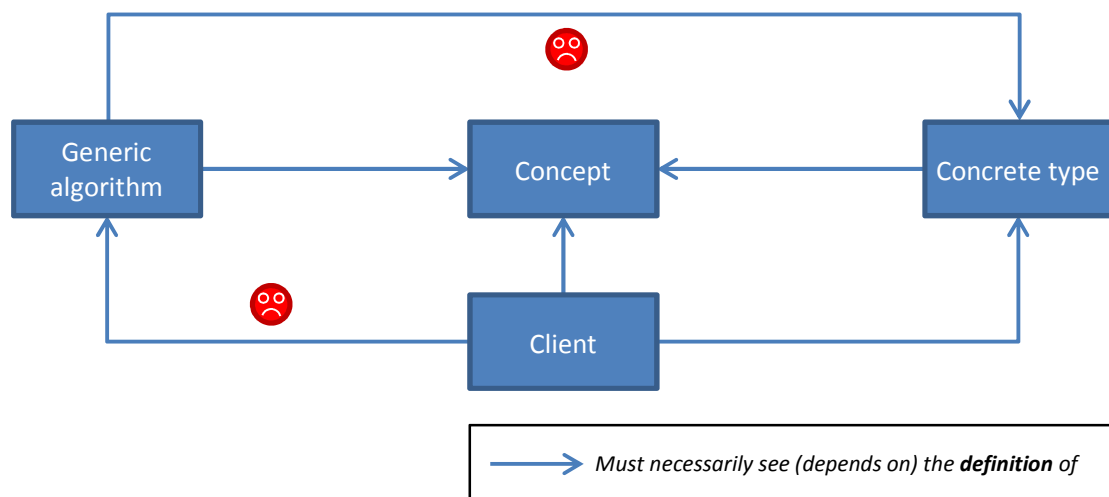 Generic
algorithm
Concept
Concrete type
Client
Must necessarily see (depends on) the definition of